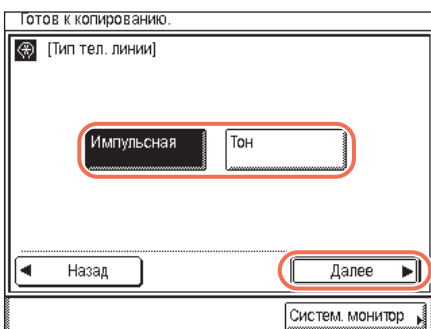 Готов к копированию.
[Тип тел. линии]
Импульсная Тон
Назад Далее
Систем. монитор